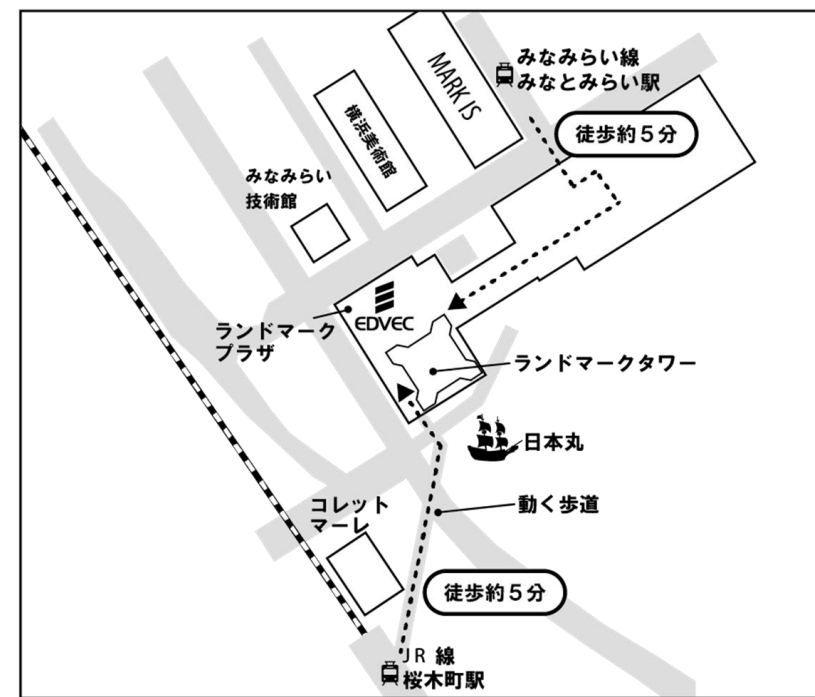 みなみらい線
みなとみらい駅
MARK IS
徒歩約５分
横浜美術館
みなみらい
技術館
EDVEC
ランドマーク
プラザ
ランドマークタワー
日本丸
コレット
マーレ
動く歩道
徒歩約５分
JR 線
桜木町駅